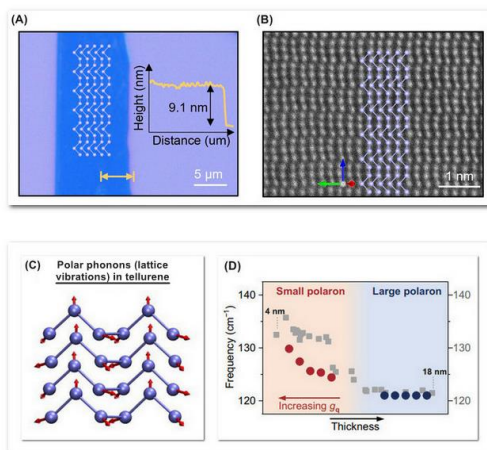 (A)
Height (nm)
9.1 nm
Distance (um)
5 µm
(B)
1 nm
(C)
Polar phonons (lattice
vibrations) in tellurene
(D)
Small polaron
Large polaron
140
140
4 nm
Frequency (cm⁻¹)
130
130
18 nm
120
120
Increasing gq
Thickness